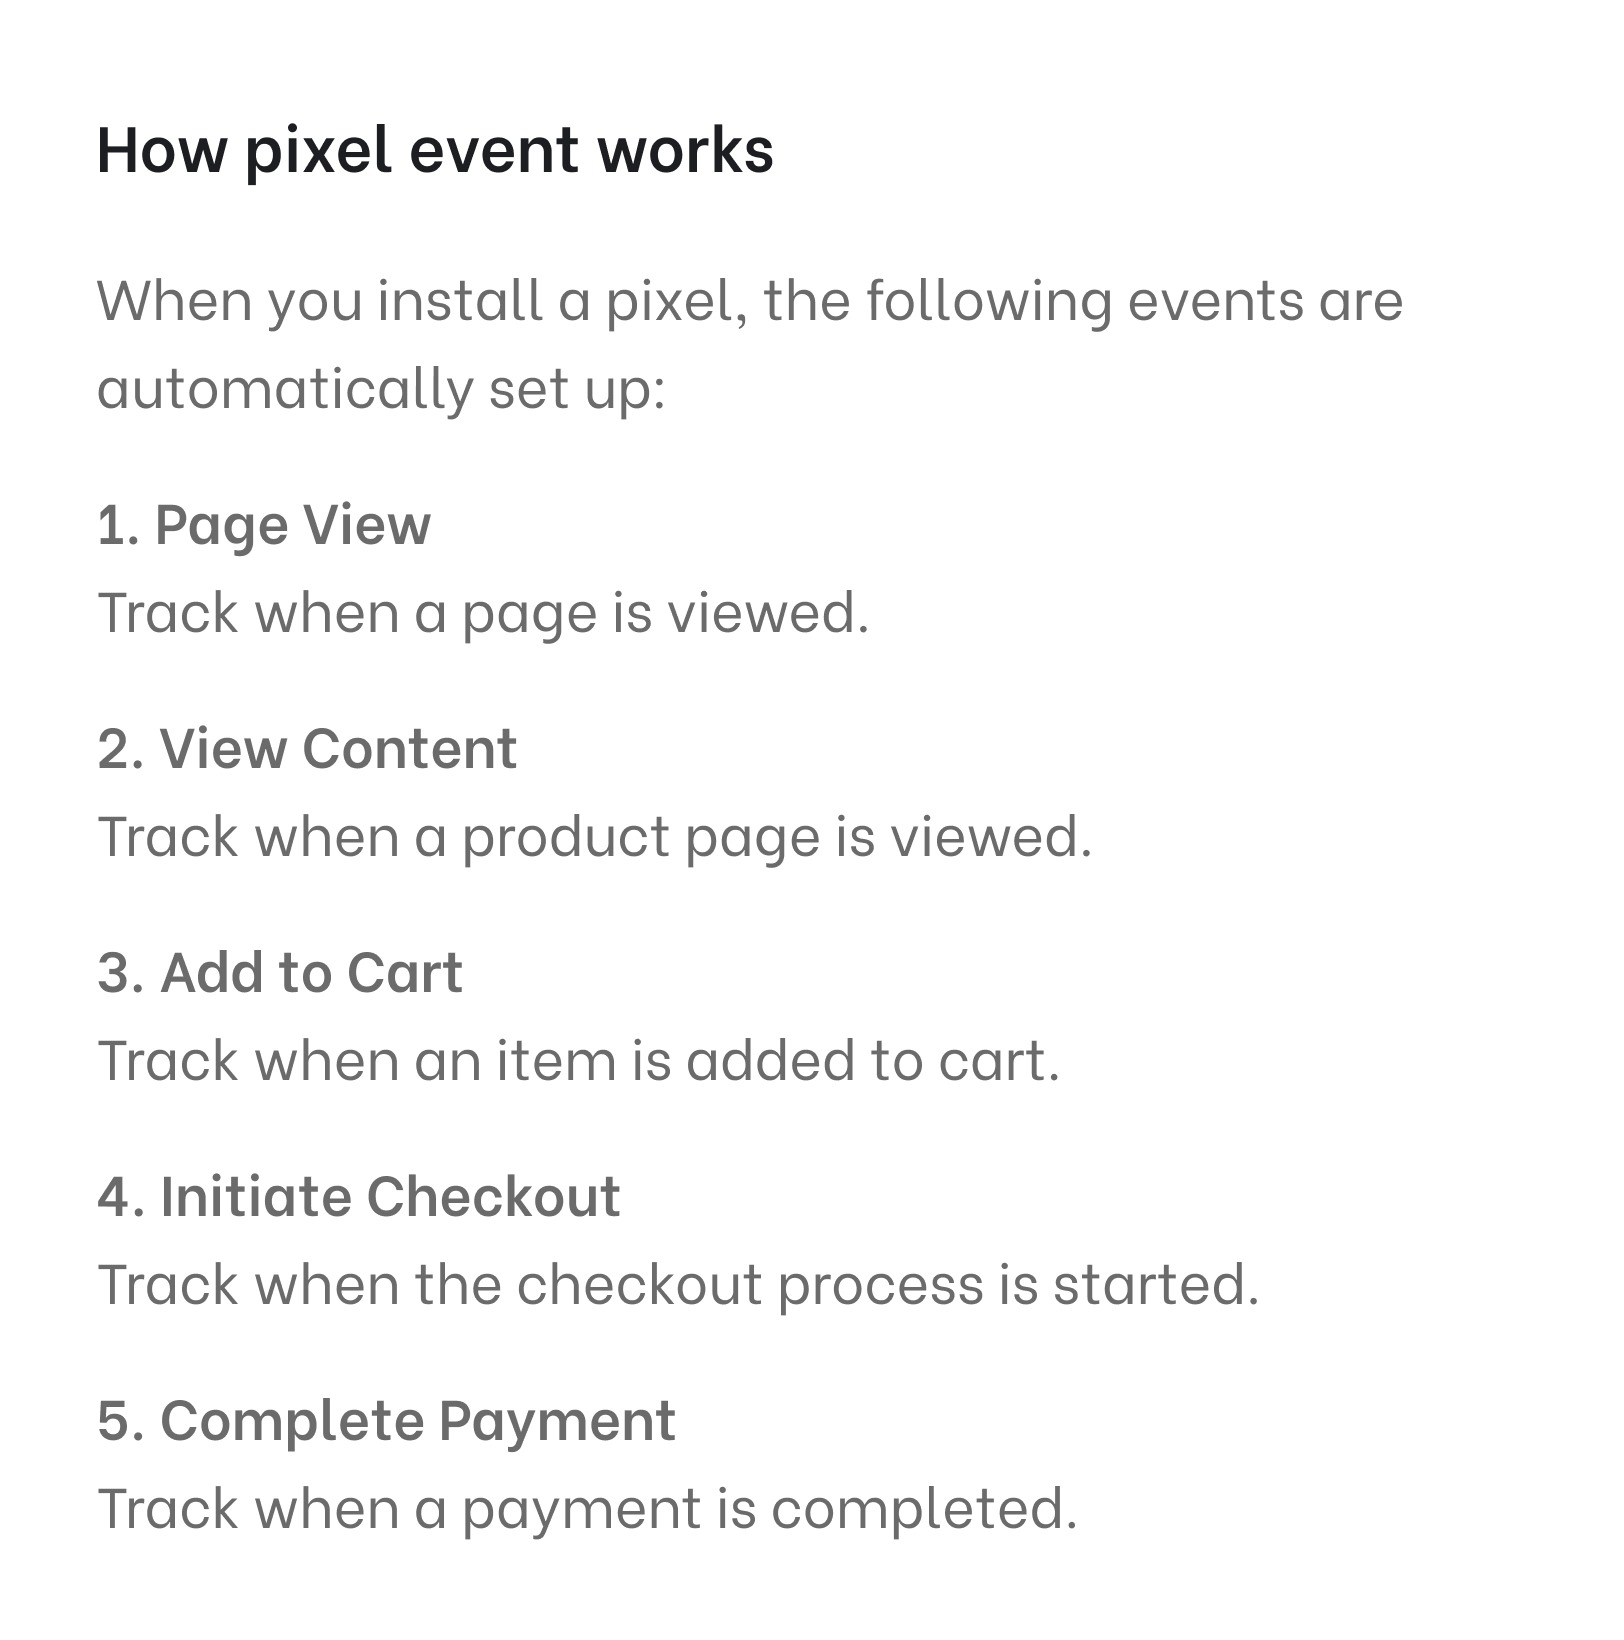 How pixel event works
When you install a pixel, the following events are
automatically set up:
1. Page View
Track when a page is viewed.
2. View Content
Track when a product page is viewed.
3. Add to Cart
Track when an item is added to cart.
4. Initiate Checkout
Track when the checkout process is started.
5. Complete Payment
Track when a payment is completed.